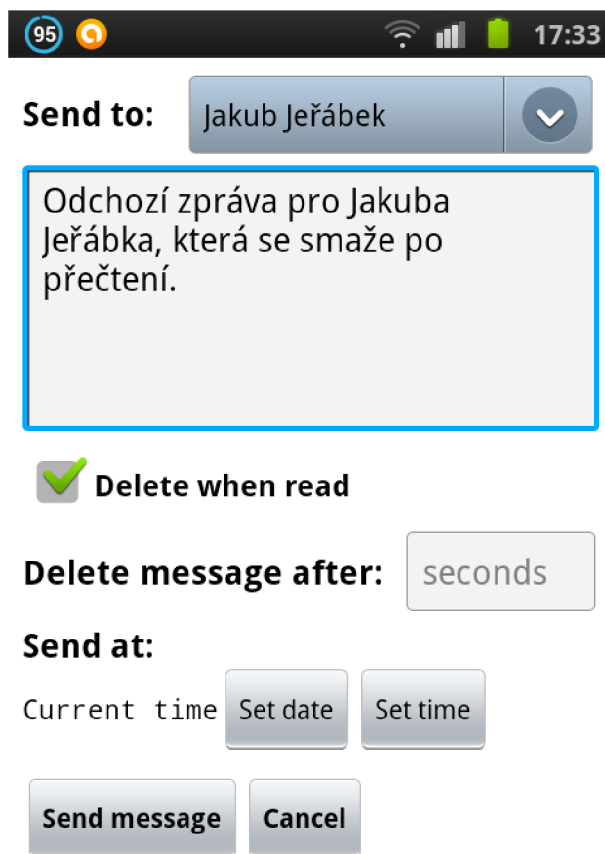 95 17:33
Send to: Jakub Jeřábek
Odchozí zpráva pro Jakuba
Jeřábka, která se smaže po
přečtení.
Delete when read
Delete message after: seconds
Send at:
Current time Set date Set time
Send message Cancel